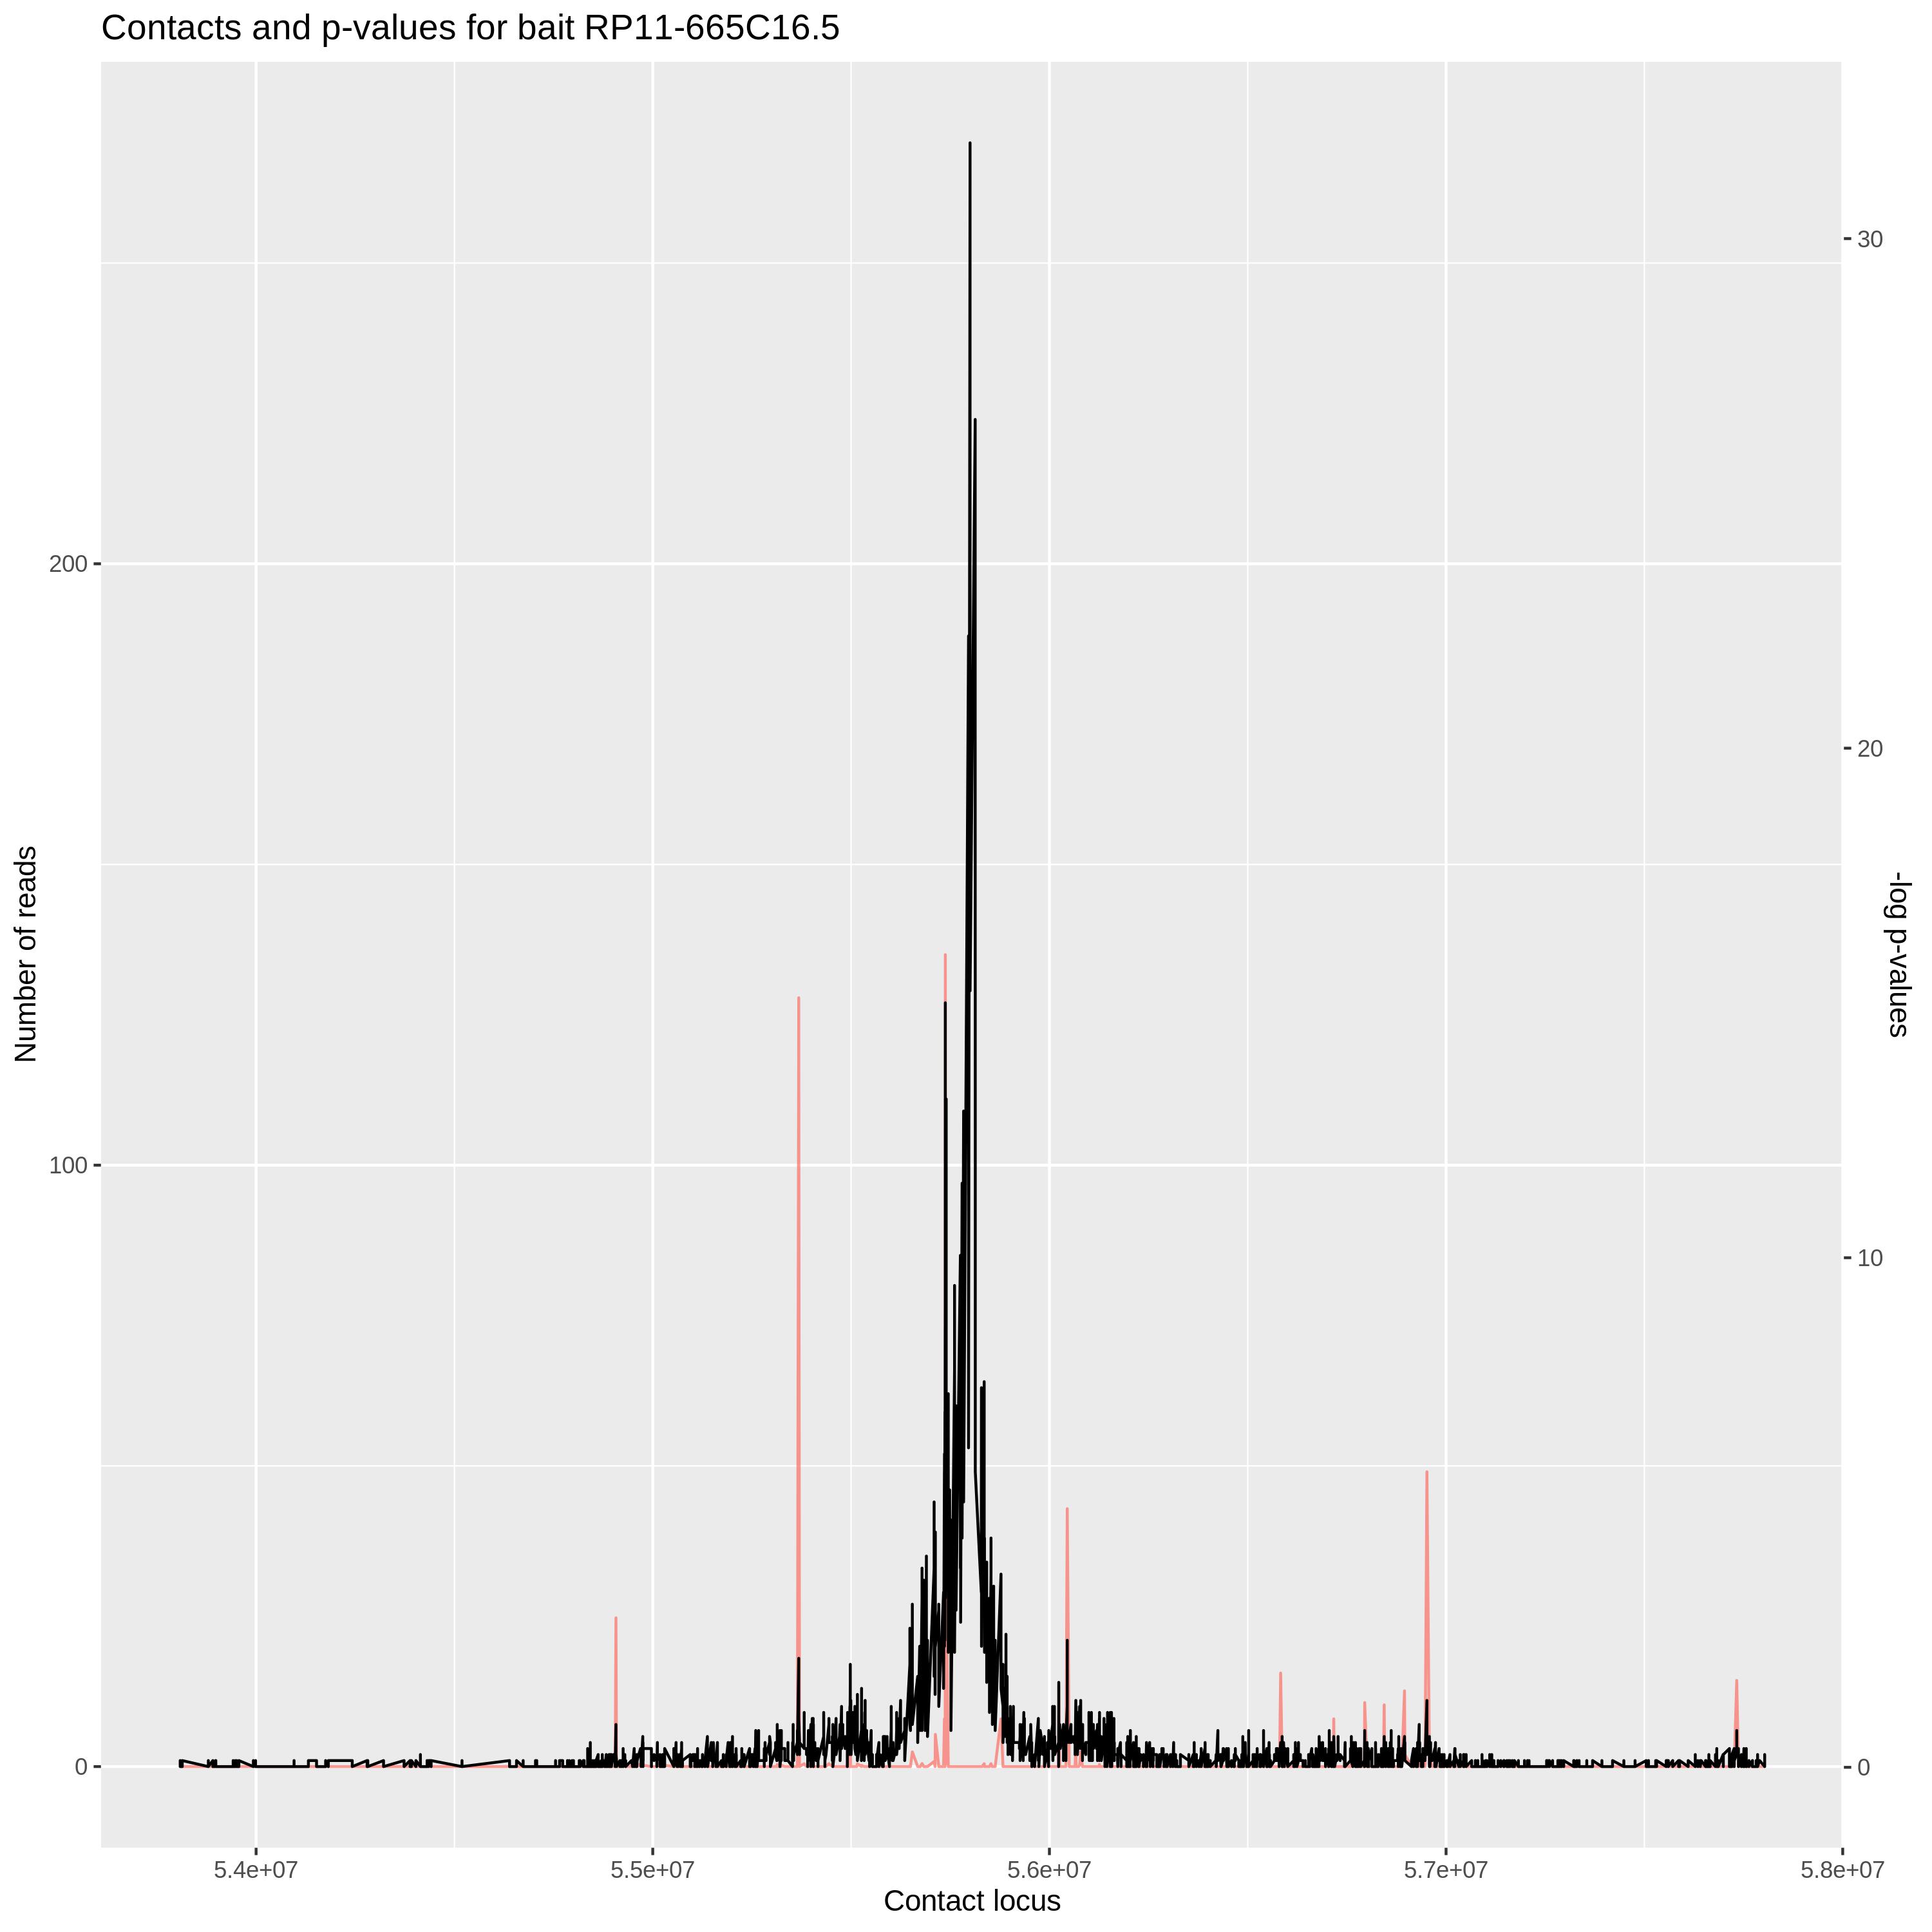 Contacts and p-values for bait RP11-665C16.5
Number of reads
200
100
0
30
20
10
0
-log p-values
5.4e+07 5.5e+07 5.6e+07 5.7e+07 5.8e+07
Contact locus